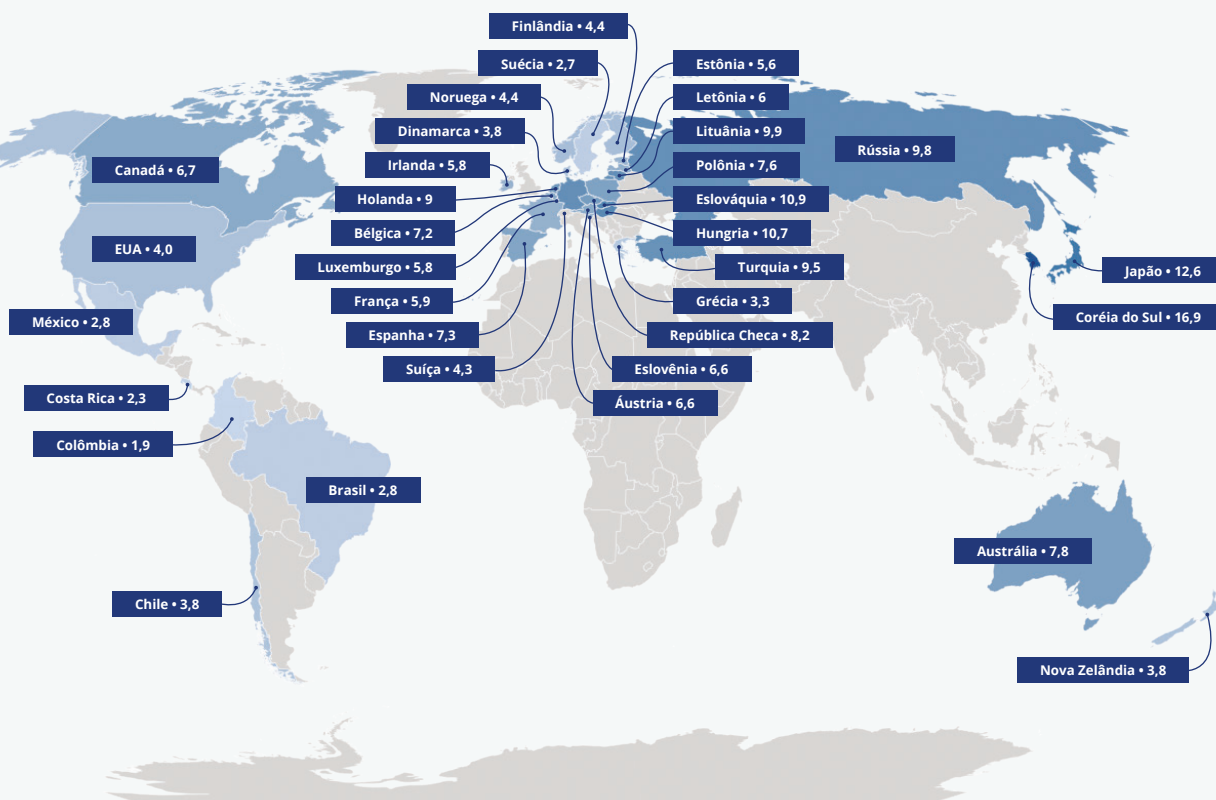 Finlândia • 4,4
Suécia • 2,7
Estônia • 5,6
Noruega • 4,4
Letônia • 6
Dinamarca • 3,8
Lituânia • 9,9
Rússia • 9,8
Canadá • 6,7
Irlanda • 5,8
Polônia • 7,6
Holanda • 9
Eslováquia • 10,9
Bélgica • 7,2
Hungria • 10,7
EUA • 4,0
Luxemburgo • 5,8
Turquia • 9,5
Japão • 12,6
França • 5,9
Grécia • 3,3
Coréia do Sul • 16,9
México • 2,8
Espanha • 7,3
República Checa • 8,2
Suíça • 4,3
Eslovênia • 6,6
Costa Rica • 2,3
Áustria • 6,6
Colômbia • 1,9
Brasil • 2,8
Austrália • 7,8
Chile • 3,8
Nova Zelândia • 3,8